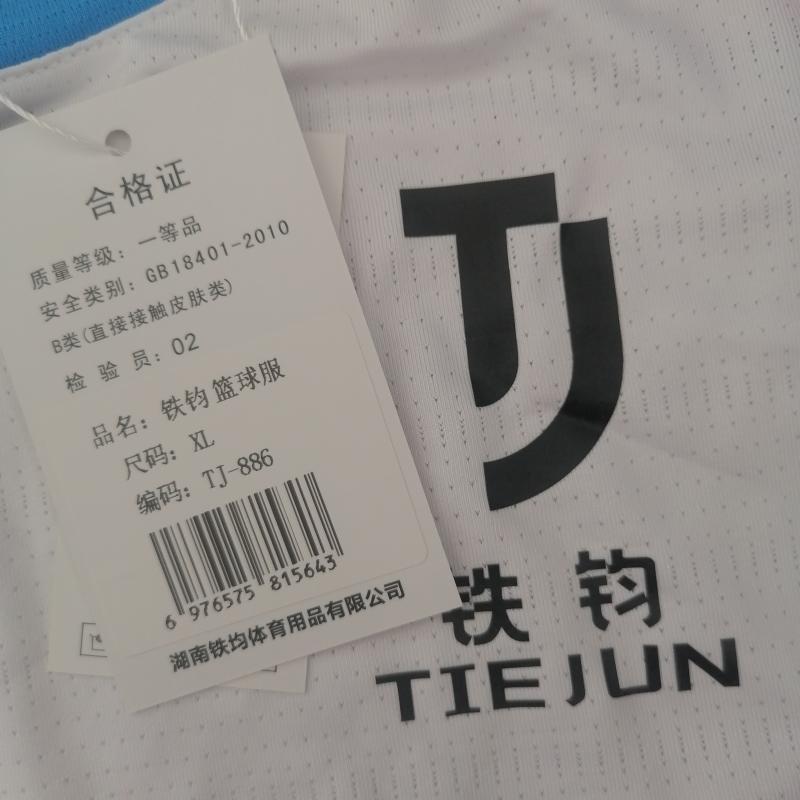 合格证
质量等级：一等品
安全类别：GB18401-2010
B类(直接接触皮肤类)
检 验 员：02
品名：铁钧 篮球服
尺码：XL
编码：TJ-886
6 976575 815643
湖南铁均体育用品有限公司
TJ
铁 钧
TIEJUN